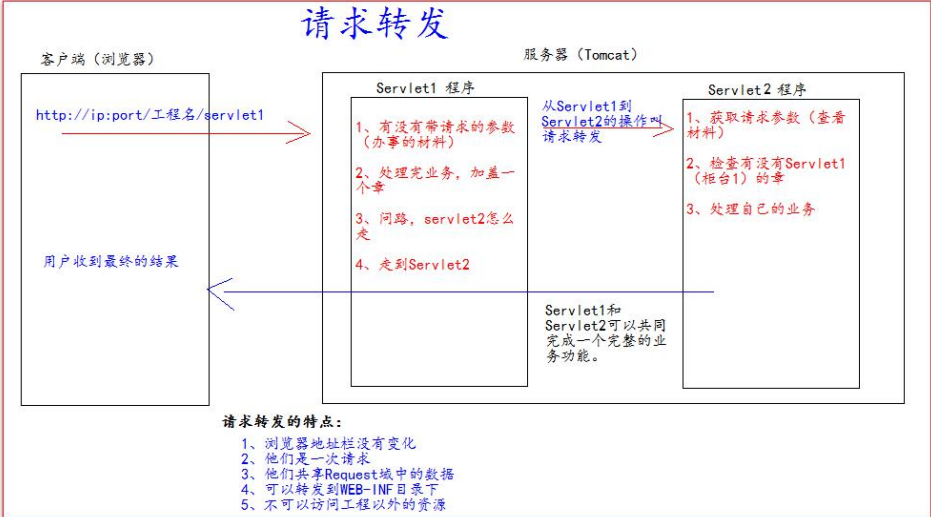 请求转发
客户端（浏览器）
服务器（Tomcat）
http://ip:port/工程名/servlet1
用户收到最终的结果
Servlet1 程序
1、有没有带请求的参数
（办事的材料）
2、处理完业务，加盖一
个章
3、问路，servlet2怎么
走
4、走到Servlet2
从Servlet1到
Servlet2的操作叫
请求转发
Servlet2 程序
1、获取请求参数（查看
材料）
2、检查有没有Servlet1
（柜台1）的章
3、处理自己的业务
Servlet1和
Servlet2可以共同
完成一个完整的业
务功能。
请求转发的特点：
1、浏览器地址栏没有变化
2、他们是一次请求
3、他们共享Request域中的数据
4、可以转发到WEB-INF目录下
5、不可以访问工程以外的资源